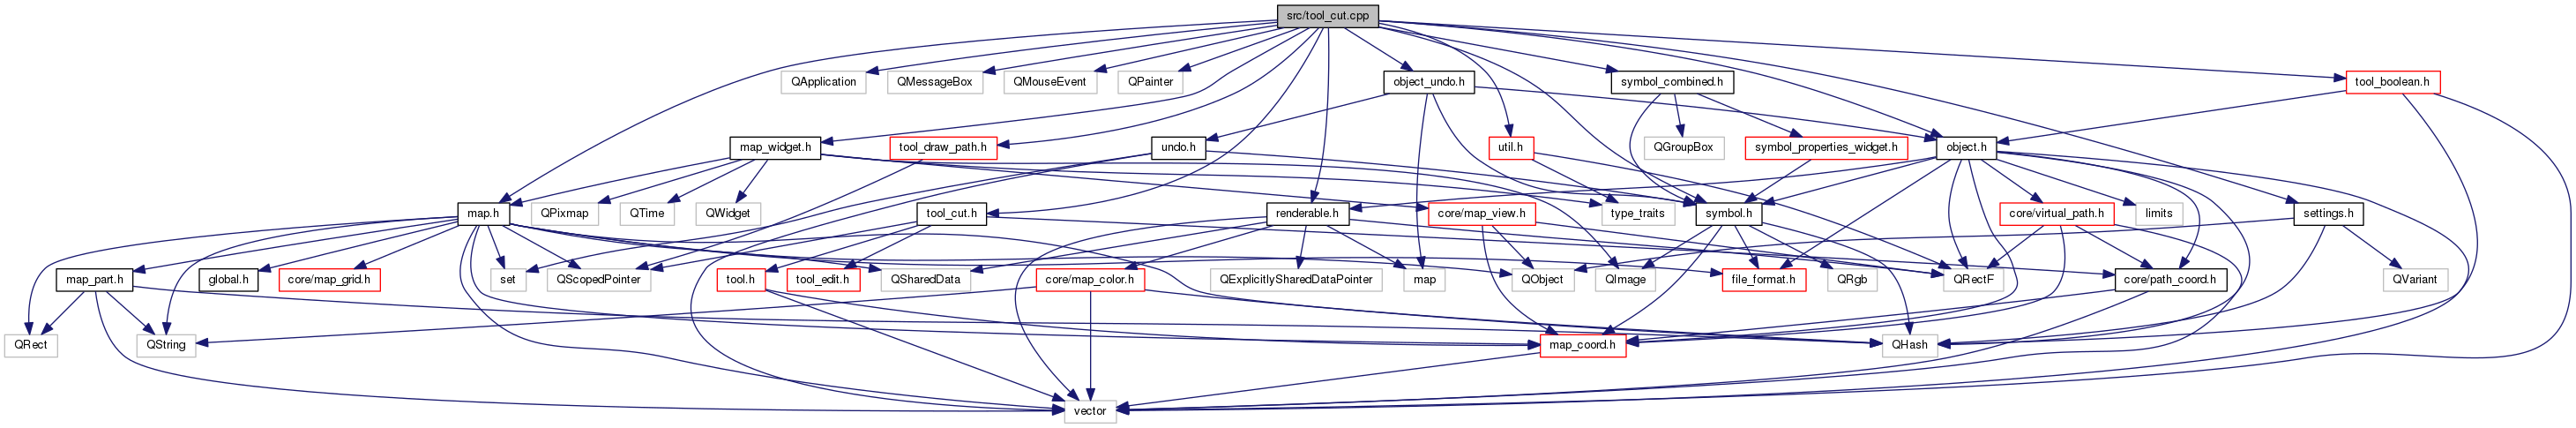 src/tool_cut.cpp
QApplication
QMessageBox
QMouseEvent
QPainter
object_undo.h
symbol_combined.h
tool_boolean.h
map_widget.h
tool_draw_path.h
undo.h
util.h
QGroupBox
symbol_properties_widget.h
object.h
map.h
QPixmap
QTime
QWidget
tool_cut.h
renderable.h
core/map_view.h
type_traits
symbol.h
core/virtual_path.h
limits
settings.h
map_part.h
global.h
core/map_grid.h
set
QScopedPointer
tool.h
tool_edit.h
QSharedData
core/map_color.h
QExplicitlySharedDataPointer
map
QObject
QImage
file_format.h
QRgb
QRectF
core/path_coord.h
QVariant
QRect
QString
map_coord.h
QHash
vector